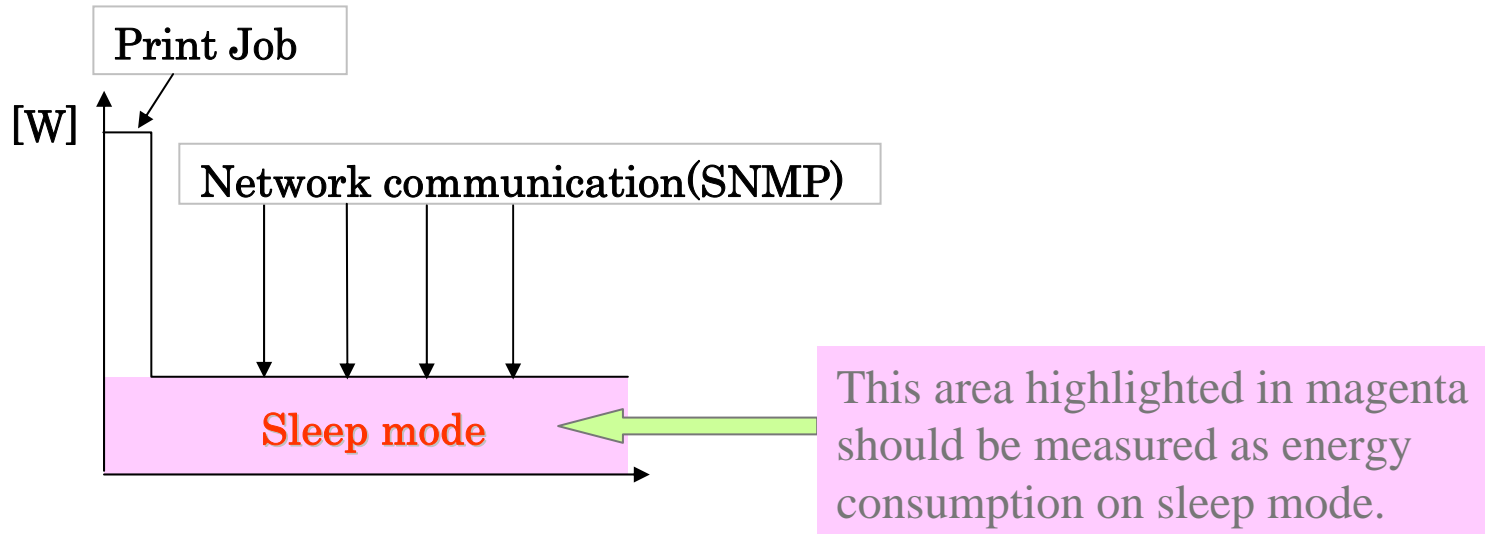 Print Job
[W]
Network communication(SNMP)
Sleep mode
This area highlighted in magenta
should be measured as energy
consumption on sleep mode.